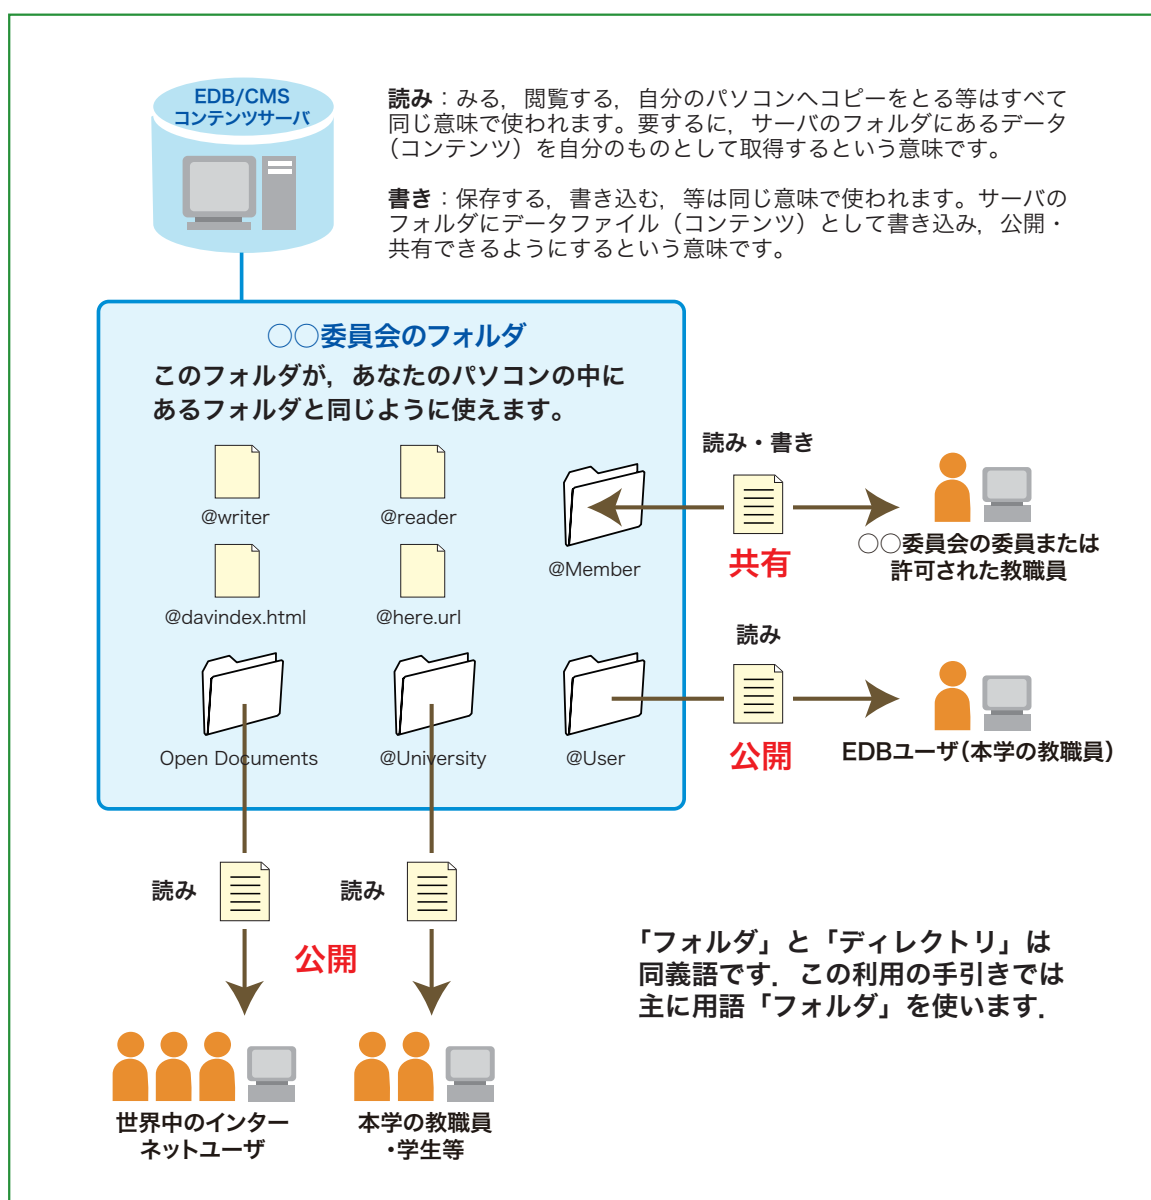 EDB/CMS
コンテンツサーバ
読み：みる，閲覧する，自分のパソコンへコピーをとる等はすべて
同じ意味で使われます。要するに，サーバのフォルダにあるデータ
（コンテンツ）を自分のものとして取得するという意味です。
書き：保存する，書き込む，等は同じ意味で使われます。サーバの
フォルダにデータファイル（コンテンツ）として書き込み，公開・
共有できるようにするという意味です。
○○委員会のフォルダ
このフォルダが，あなたのパソコンの中に
あるフォルダと同じように使えます。
@writer
@reader
@Member
@davindex.html
@here.url
Open Documents
@University
@User
読み・書き
共有
○○委員会の委員または
許可された教職員
読み
公開
EDBユーザ（本学の教職員）
読み
読み
公開
世界中のインター
ネットユーザ
本学の教職員
・学生等
「フォルダ」と「ディレクトリ」は
同義語です．この利用の手引きでは
主に用語「フォルダ」を使います．